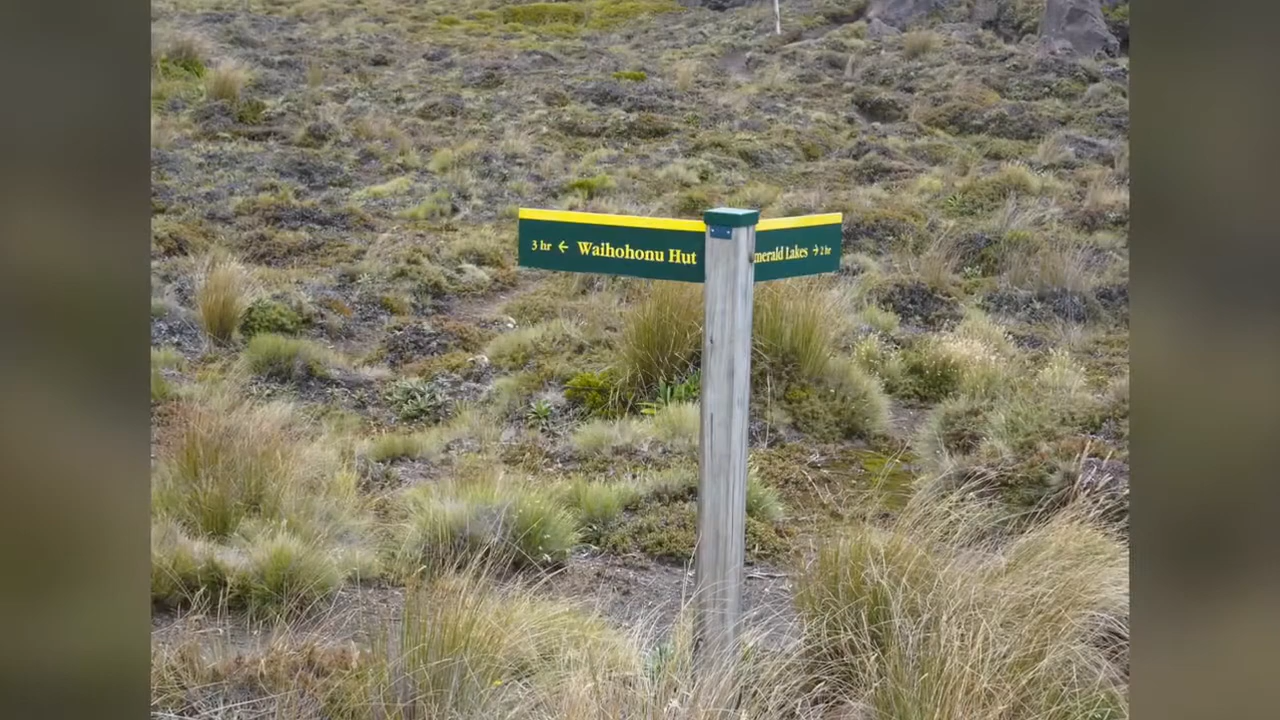 3 hr ← Waihohonu Hut
merald Lakes → 2 hr